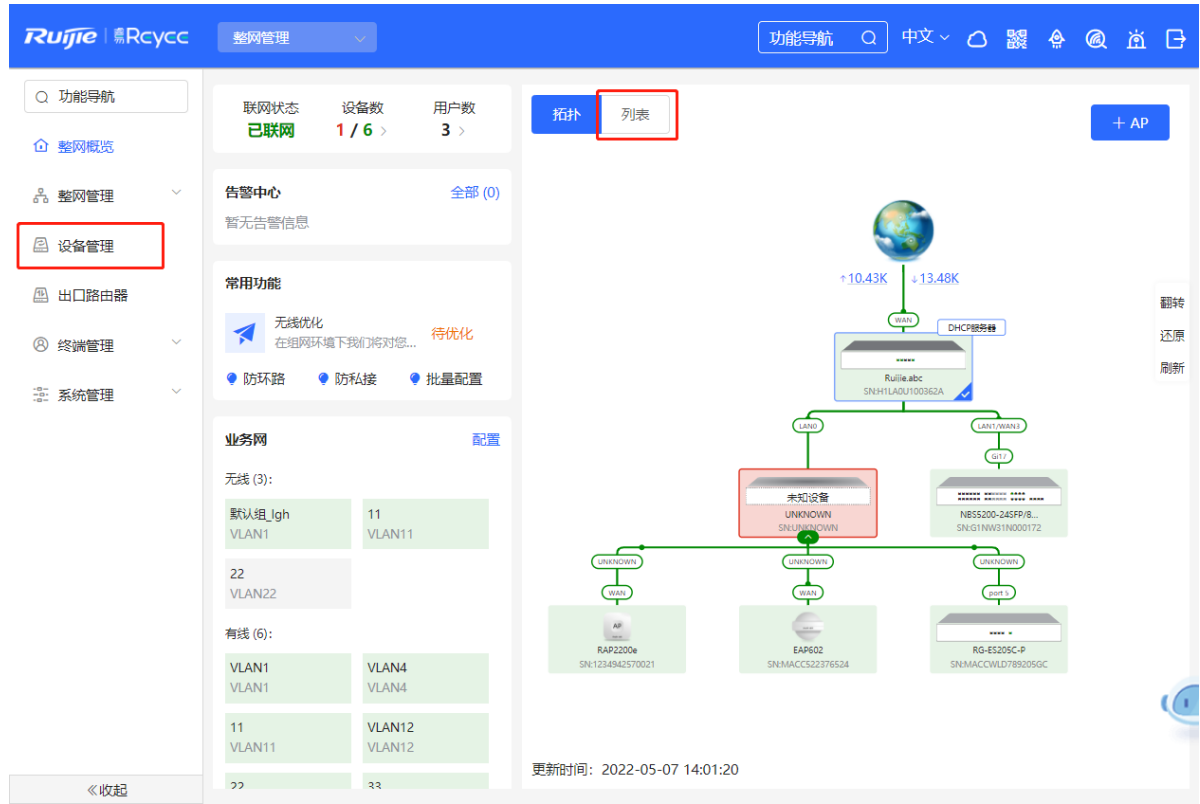 Ruijie | 睿易 Reyee
整网管理
功能导航
中文
功能导航
整网概览
整网管理
设备管理
出口路由器
终端管理
系统管理
≪收起
联网状态 设备数 用户数
已联网 1 / 6 > 3 >
告警中心 全部 (0)
暂无告警信息
常用功能
无线优化
在组网环境下我们将对您... 待优化
防环路 防私接 批量配置
业务网 配置
无线 (3):
默认组_lgh 11
VLAN1 VLAN11
22
VLAN22
有线 (6):
VLAN1 VLAN4
VLAN1 VLAN4
11 VLAN12
VLAN11 VLAN12
22 33
拓扑 列表
+ AP
↑10.43K ↓13.48K
WAN
DHCP服务器
Ruijie.abc
SN:H1LA0U100362A
LAN0 LAN1/WAN3
Gi17
未知设备
UNKNOWN
SN:UNKNOWN
NBS5200-24SFP/8...
SN:G1NW31N000172
UNKNOWN UNKNOWN UNKNOWN
WAN WAN port 5
AP
RAP2200e EAP602 RG-ES205C-P
SN:1234942570021 SN:MACC522376524 SN:MACCWLD789205GC
翻转
还原
刷新
更新时间：2022-05-07 14:01:20